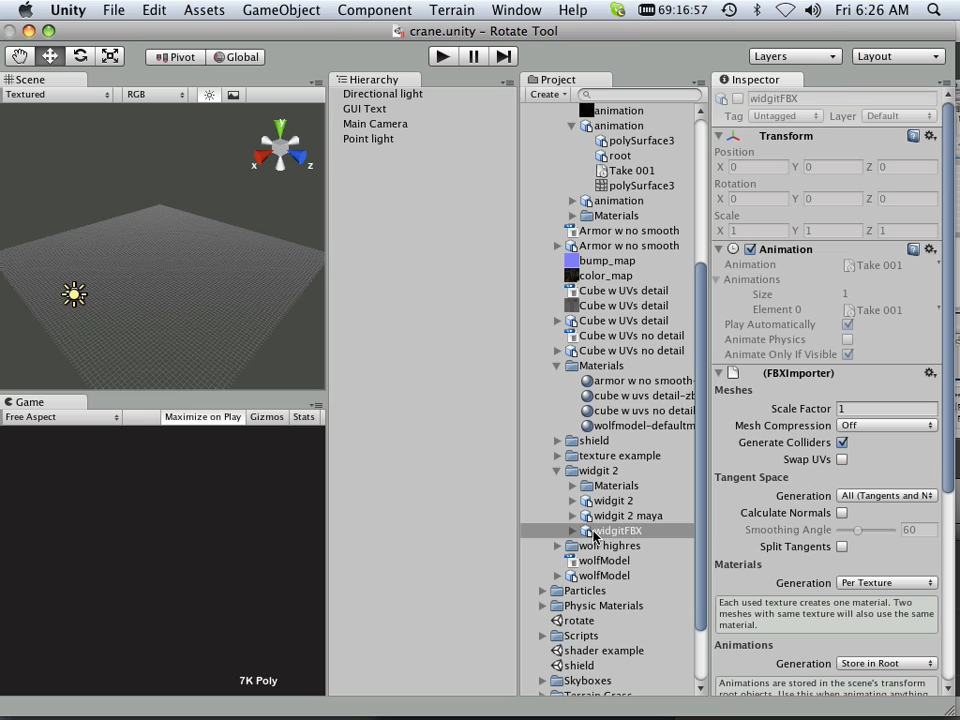 Unity File Edit Assets GameObject Component Terrain Window Help 69:16:57 Fri 6:26 AM
crane.unity - Rotate Tool
Pivot Global Layers Layout
Scene
Textured RGB
y
x z
Game
Free Aspect Maximize on Play Gizmos Stats
7K Poly
Hierarchy
Directional light
GUI Text
Main Camera
Point light
Project
Create
animation
animation
polySurface3
root
Take 001
polySurface3
animation
Materials
Armor w no smooth
Armor w no smooth
bump_map
color_map
Cube w UVs detail
Cube w UVs detail
Cube w UVs detail
Cube w UVs no detail
Cube w UVs no detail
Materials
armor w no smooth-
cube w uvs detail-zb
cube w uvs no detail
wolfmodel-defaultm
shield
texture example
widgit 2
Materials
widgit 2
widgit 2 maya
widgitFBX
wolf highres
wolfModel
wolfModel
Particles
Physic Materials
rotate
Scripts
shader example
shield
Skyboxes
Terrain Grass
Inspector
widgitFBX
Tag Untagged Layer Default
Transform
Position
X 0 Y 0 Z 0
Rotation
X 0 Y 0 Z 0
Scale
X 1 Y 1 Z 1
Animation
Animation Take 001
Animations
Size 1
Element 0 Take 001
Play Automatically
Animate Physics
Animate Only If Visible
(FBXImporter)
Meshes
Scale Factor 1
Mesh Compression Off
Generate Colliders
Swap UVs
Tangent Space
Generation All (Tangents and N
Calculate Normals
Smoothing Angle 60
Split Tangents
Materials
Generation Per Texture
Each used texture creates one material. Two
meshes with same texture will also use the same
material.
Animations
Generation Store in Root
Animations are stored in the scene's transform
root objects. Use this when animating anything